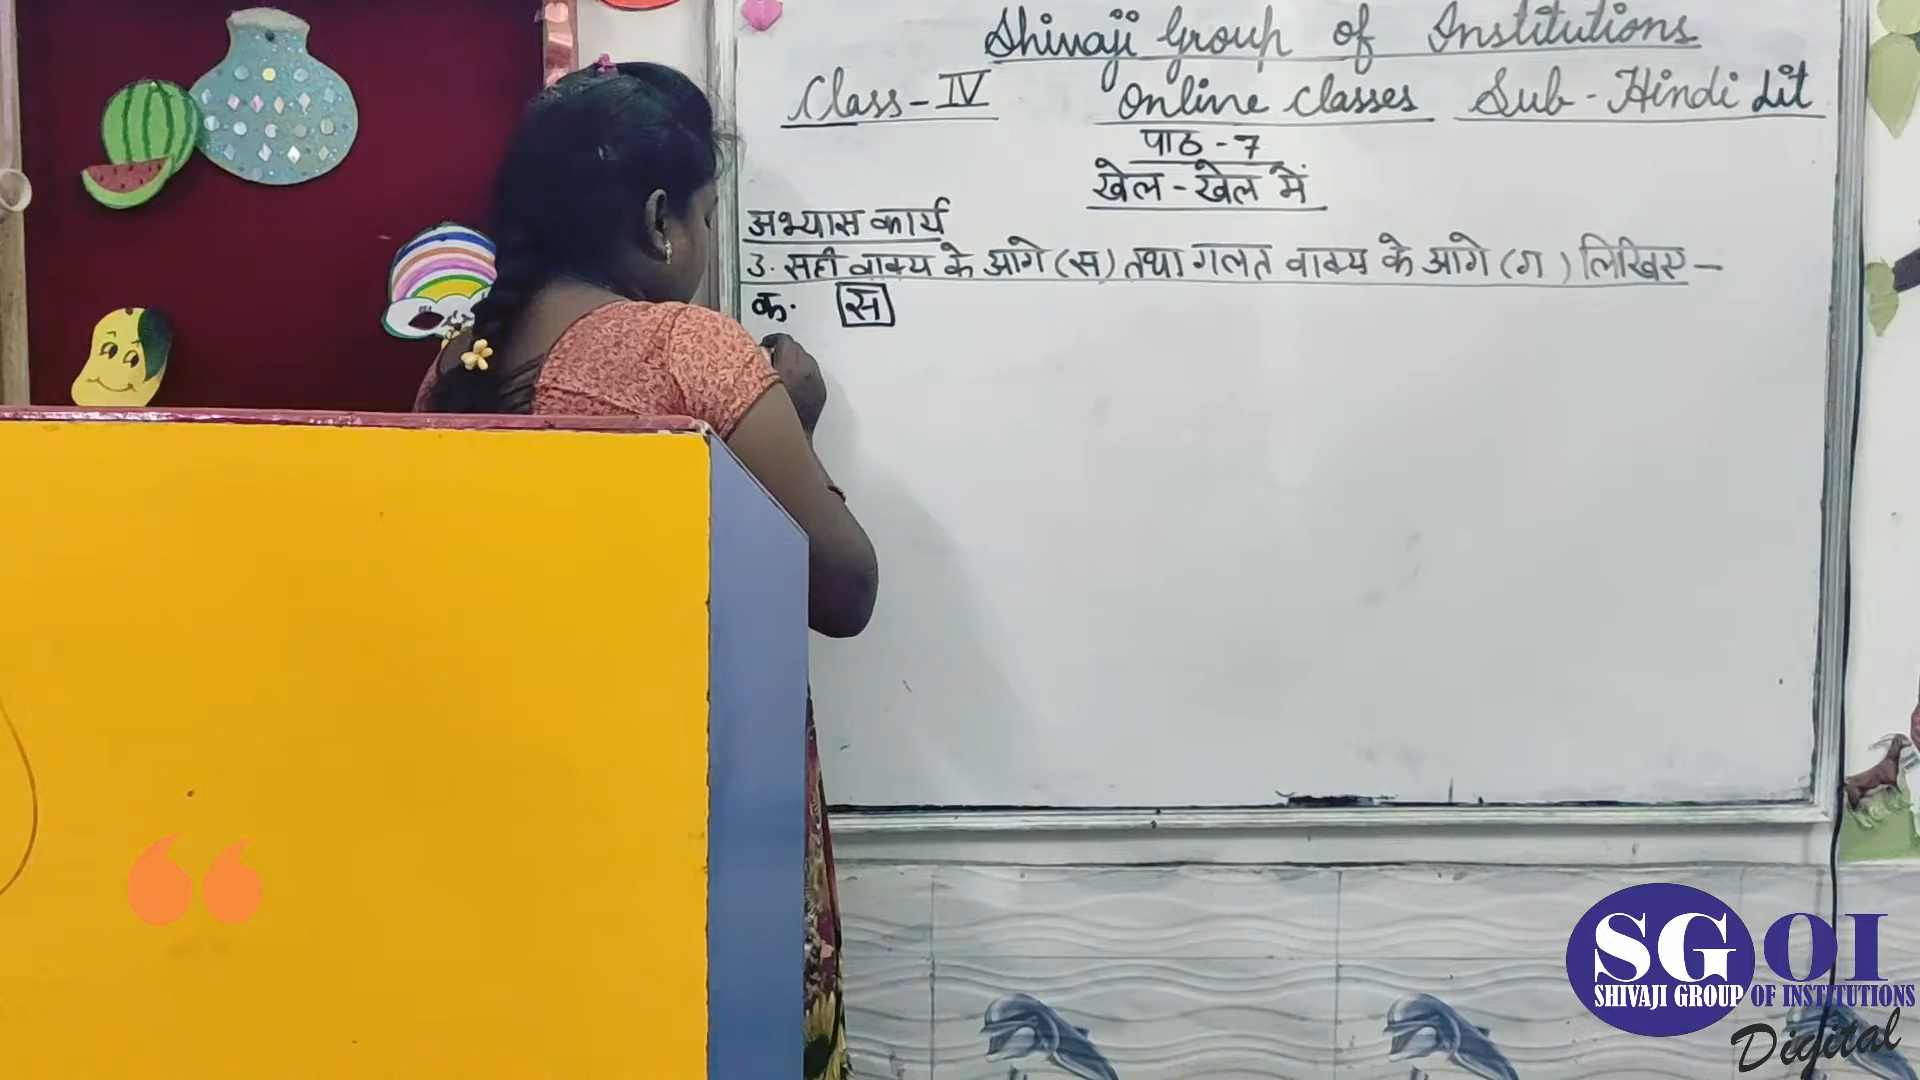 Shivaji Group of Institutions
Class-IV Online Classes Sub-Hindi Lit
पाठ-7
खेल-खेल में
अभ्यास कार्य
3. सही वाक्य के आगे (स) तथा गलत वाक्य के आगे (ग) लिखिए-
क. स
SGOI
SHIVAJI GROUP OF INSTITUTIONS
Digital